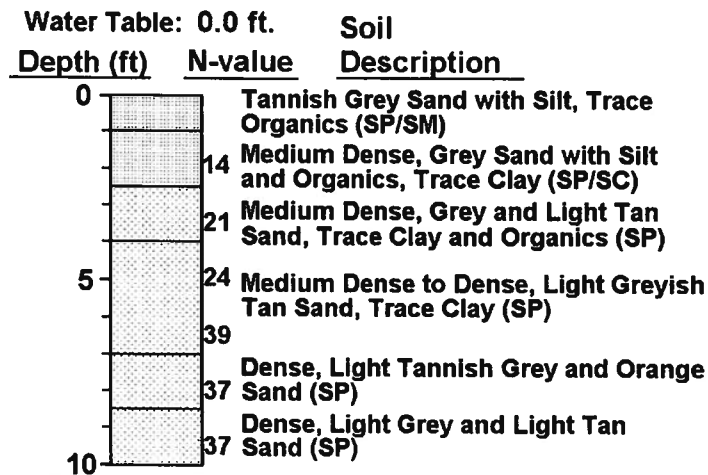 Water Table: 0.0 ft. Soil
Depth (ft) N-value Description
0 Tannish Grey Sand with Silt, Trace
Organics (SP/SM)
14 Medium Dense, Grey Sand with Silt
and Organics, Trace Clay (SP/SC)
Medium Dense, Grey and Light Tan
21 Sand, Trace Clay and Organics (SP)
5 24 Medium Dense to Dense, Light Greyish
Tan Sand, Trace Clay (SP)
39
Dense, Light Tannish Grey and Orange
37 Sand (SP)
Dense, Light Grey and Light Tan
37 Sand (SP)
10